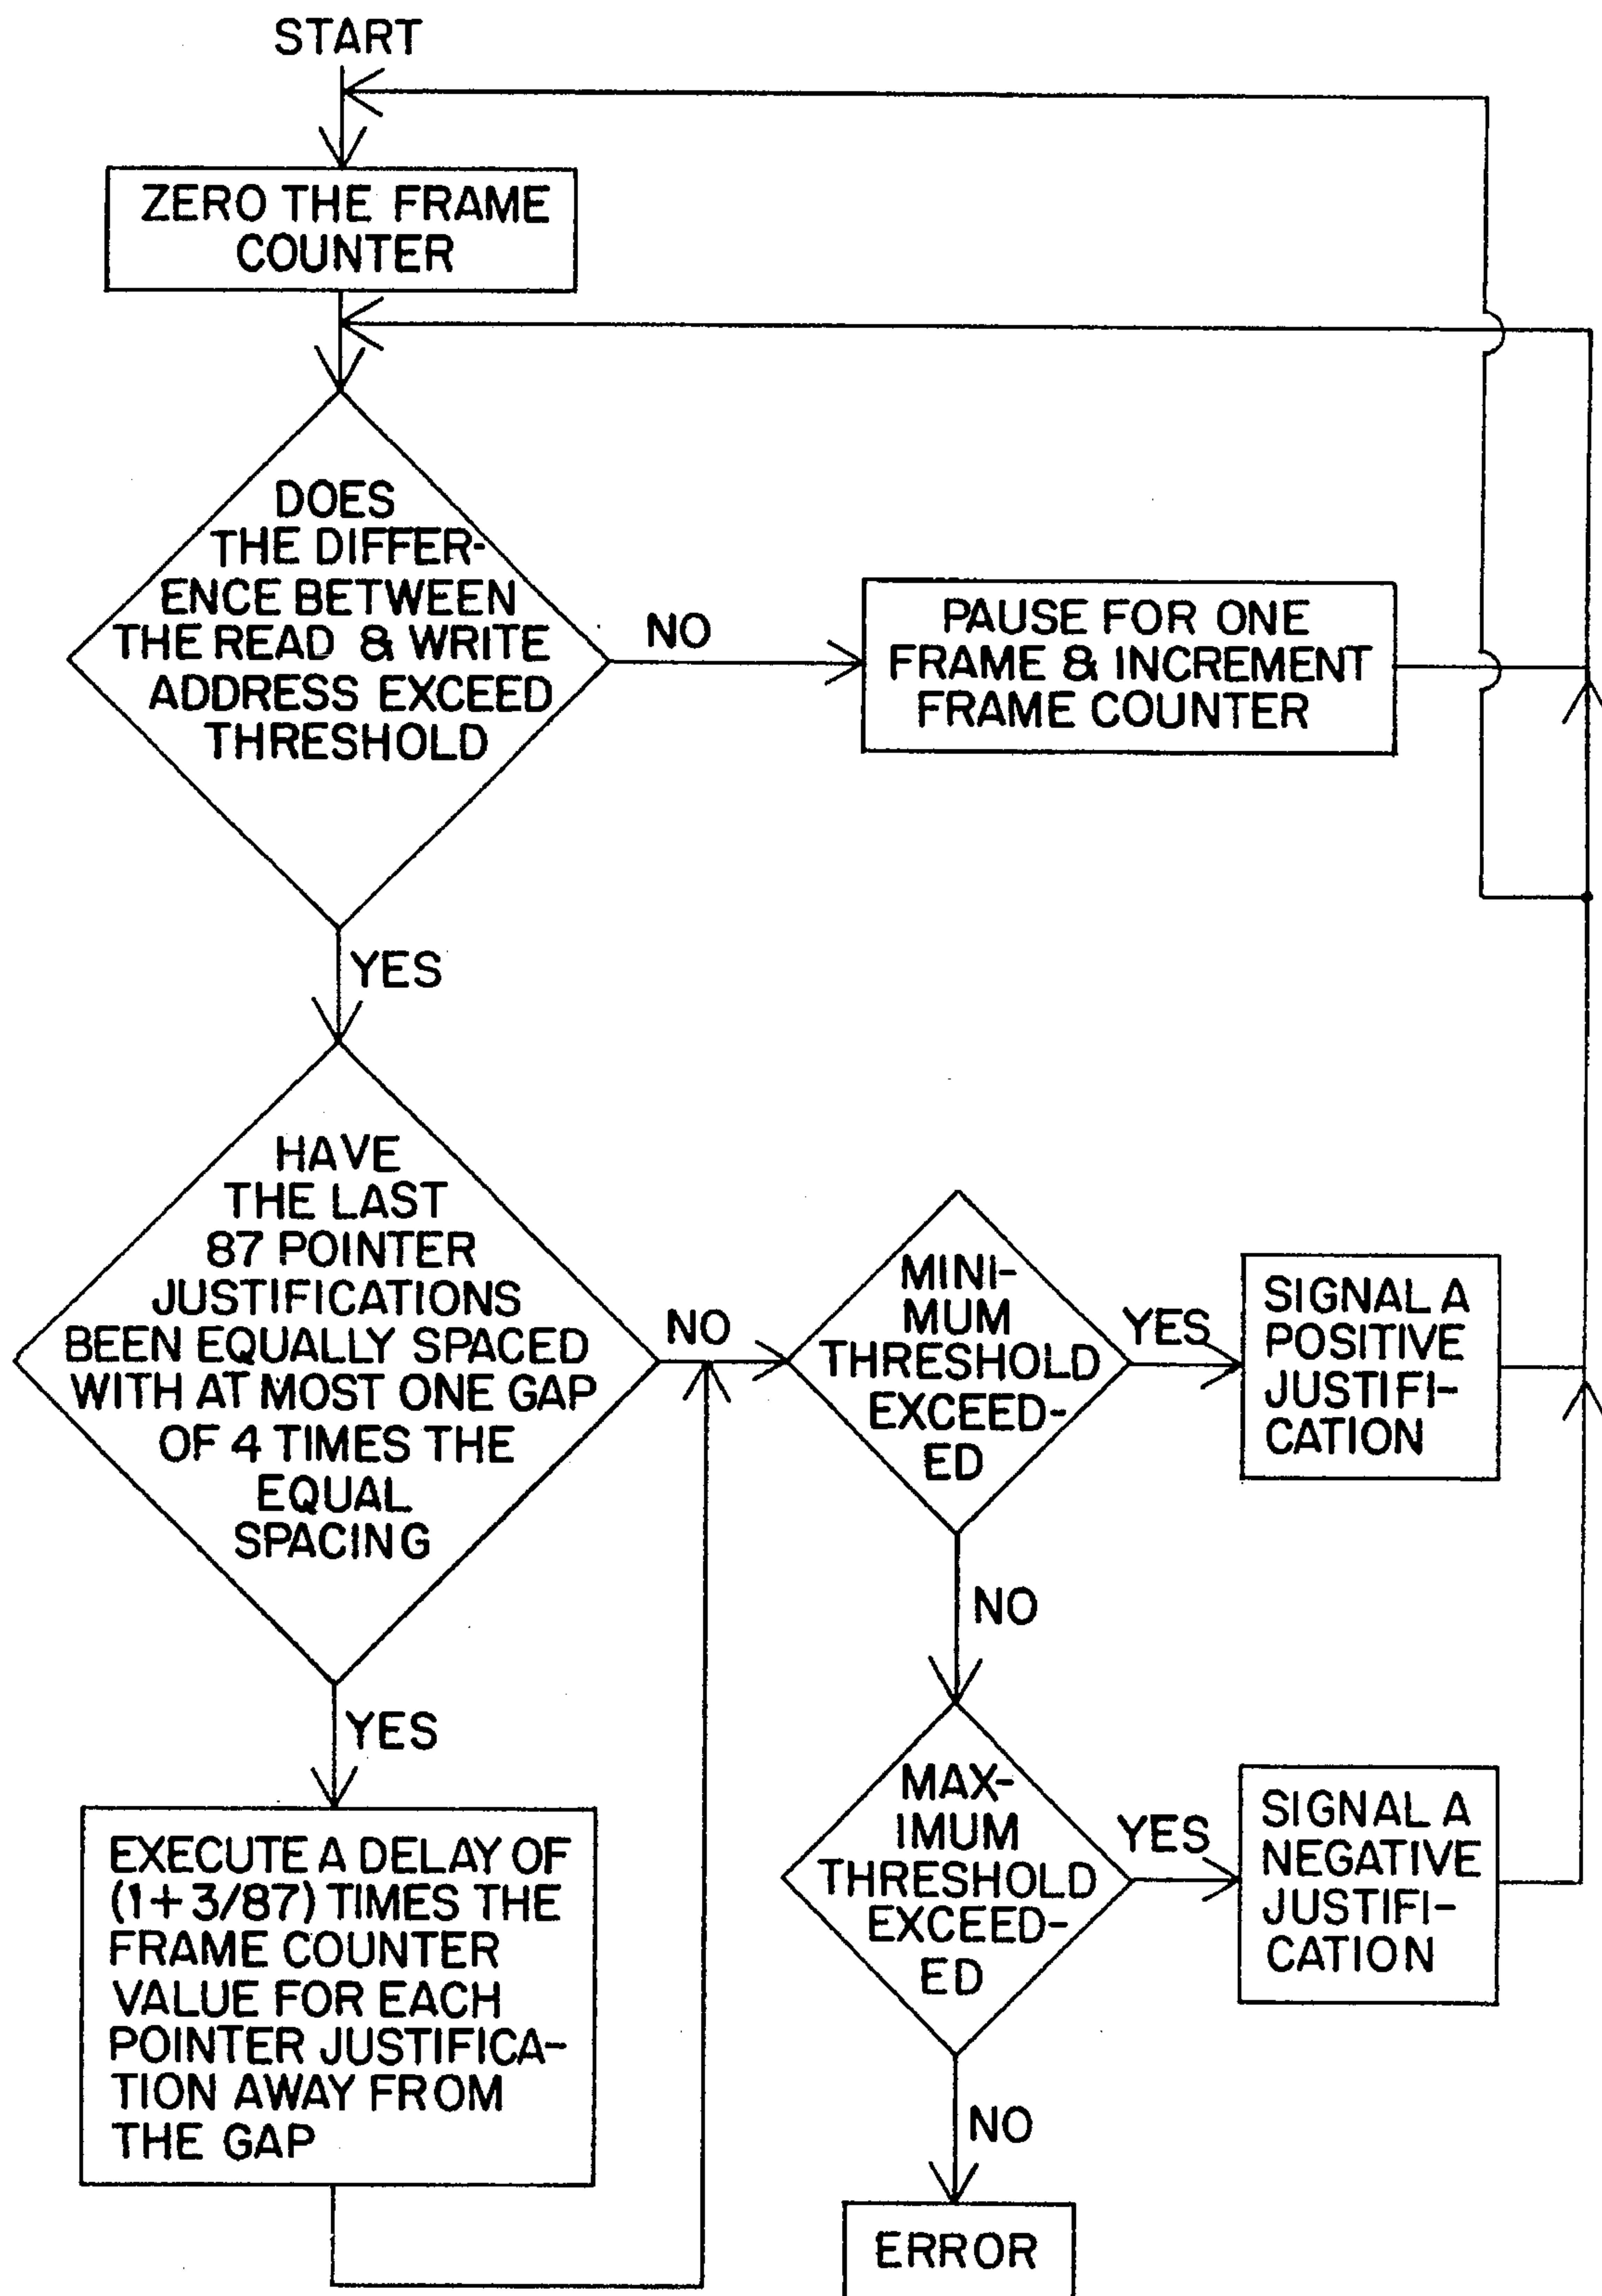 START
ZERO THE FRAME
COUNTER
DOES
THE DIFFER-
ENCE BETWEEN
THE READ & WRITE
ADDRESS EXCEED
THRESHOLD
NO
PAUSE FOR ONE
FRAME & INCREMENT
FRAME COUNTER
YES
HAVE
THE LAST
87 POINTER
JUSTIFICATIONS
BEEN EQUALLY SPACED
WITH AT MOST ONE GAP
OF 4 TIMES THE
EQUAL
SPACING
NO
MINI-
MUM
THRESHOLD
EXCEED-
ED
YES
SIGNAL A
POSITIVE
JUSTIFI-
CATION
NO
YES
EXECUTE A DELAY OF
(1+3/87) TIMES THE
FRAME COUNTER
VALUE FOR EACH
POINTER JUSTIFICA-
TION AWAY FROM
THE GAP
MAX-
IMUM
THRESHOLD
EXCEED-
ED
YES
SIGNAL A
NEGATIVE
JUSTIFI-
CATION
NO
ERROR